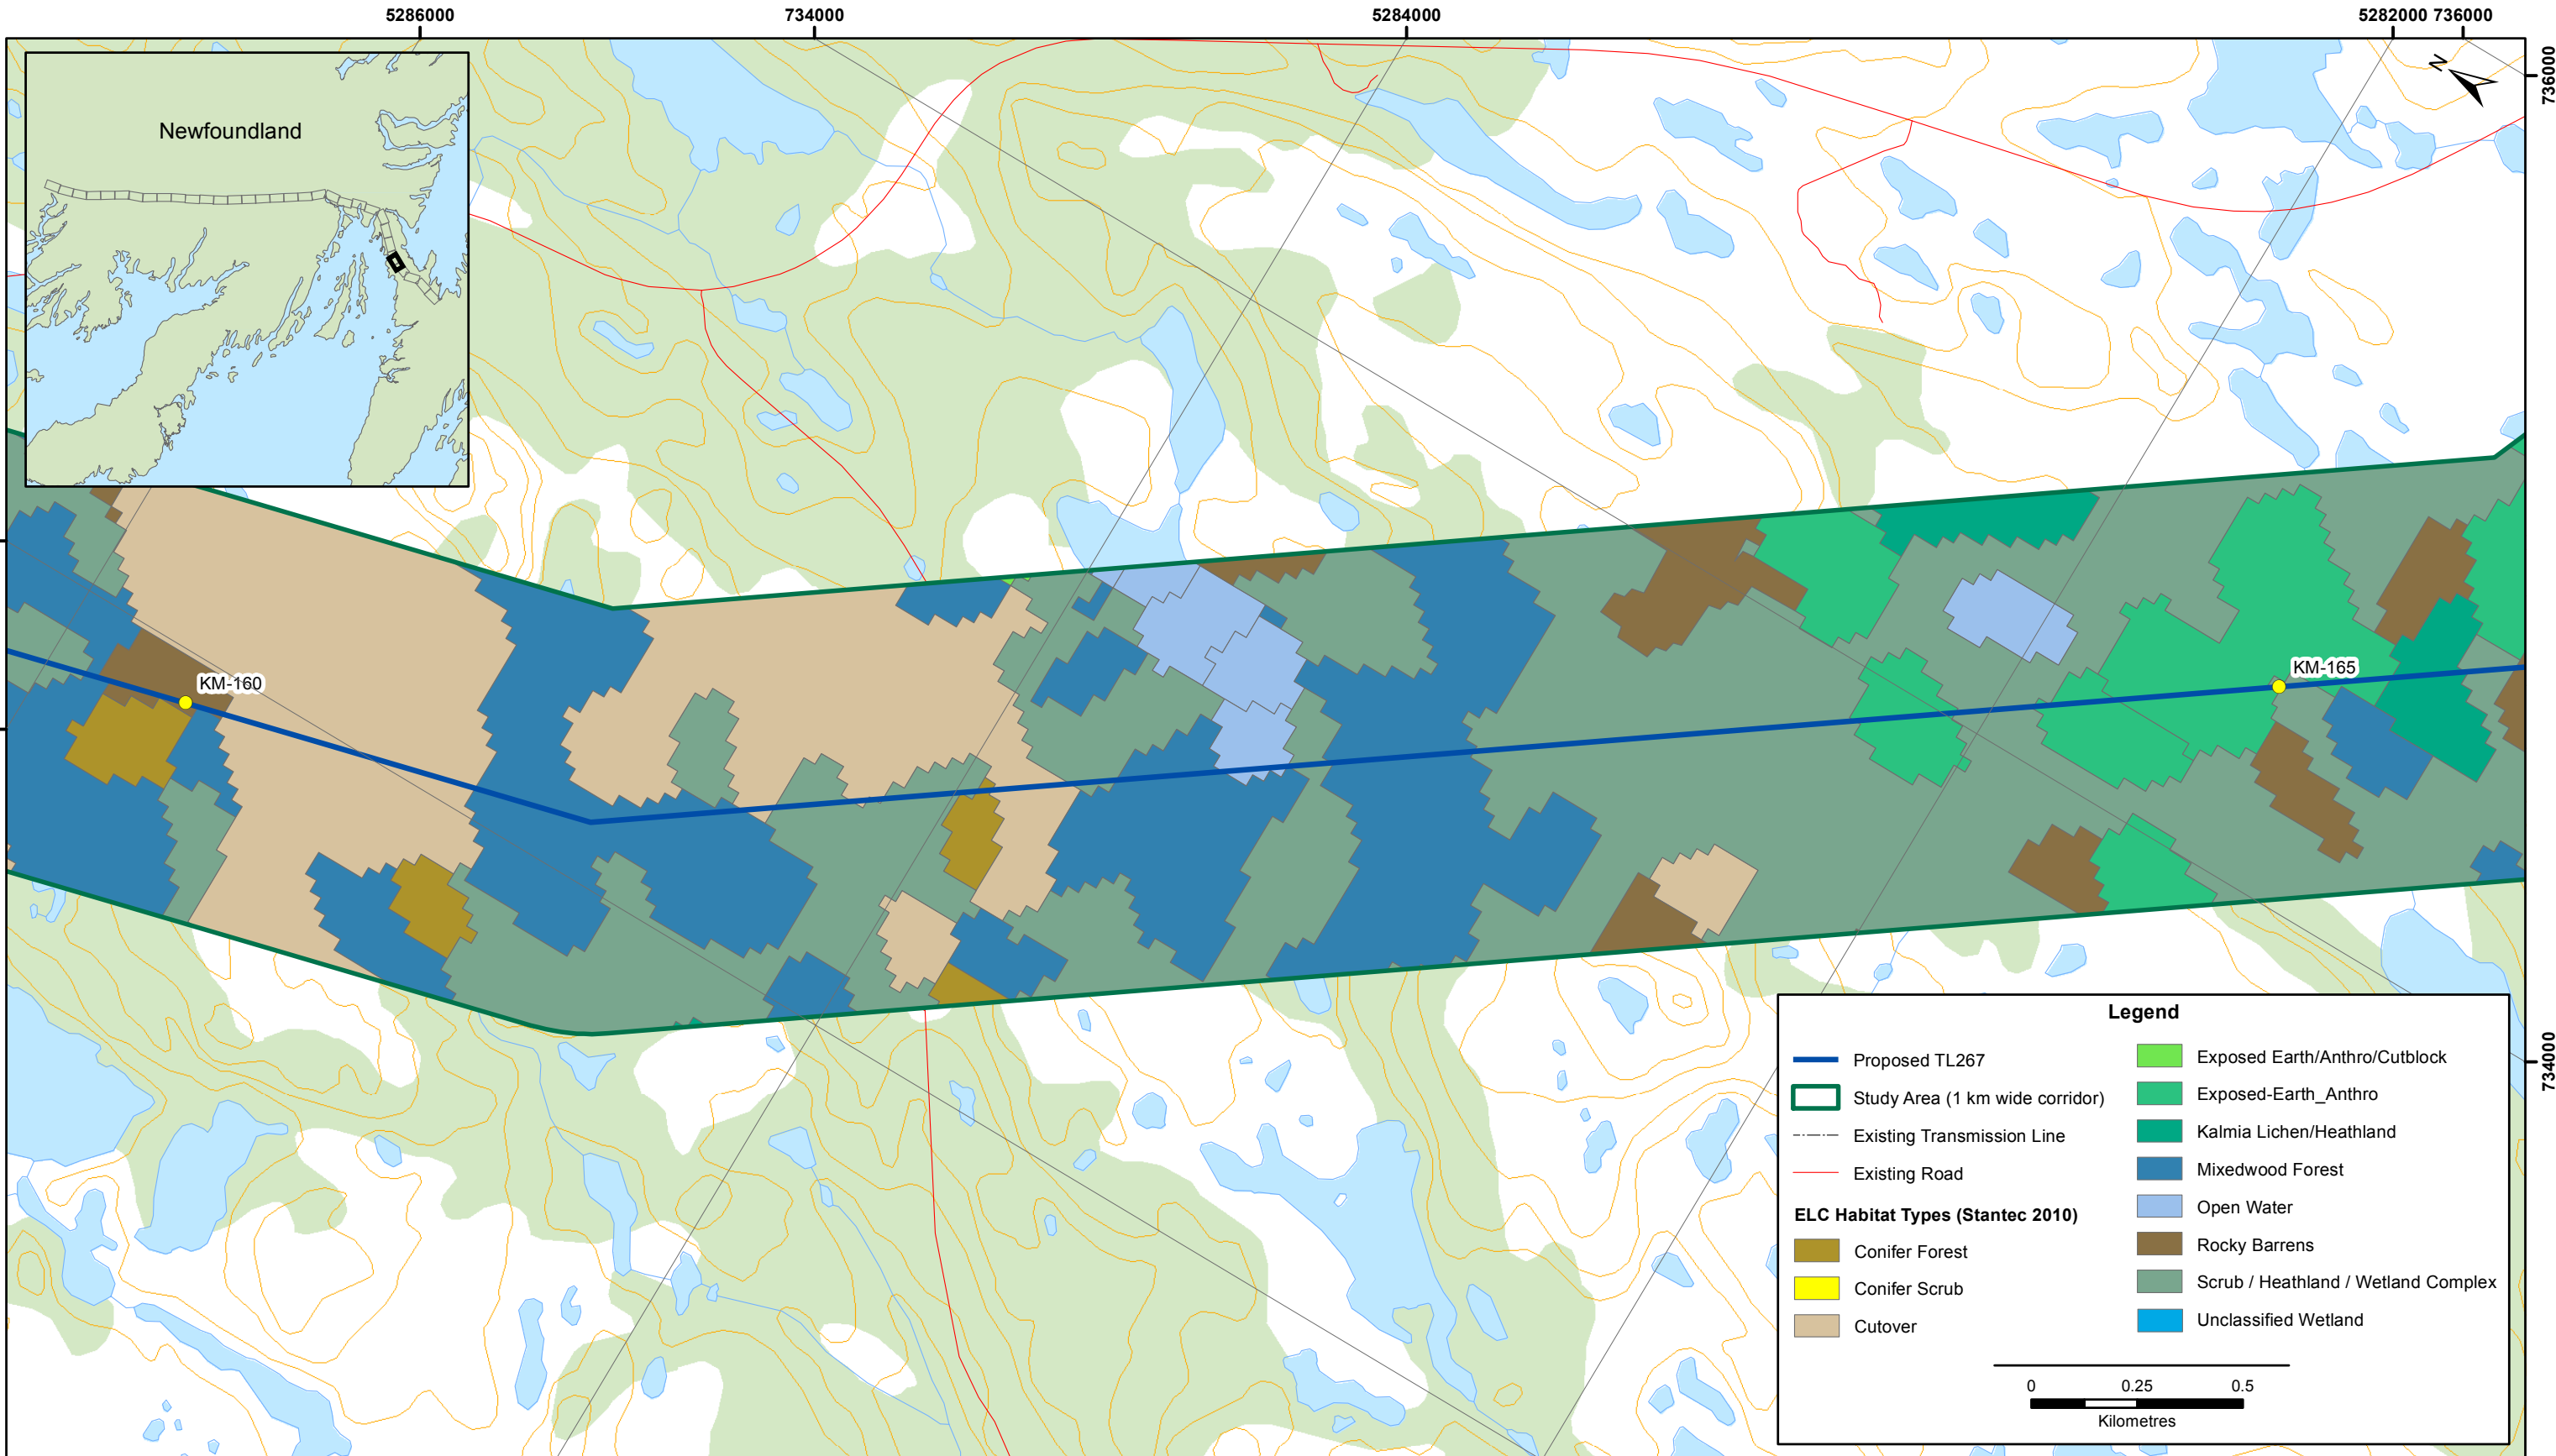 5286000
734000
5284000
5282000 736000
736000
N
Newfoundland
KM-160
KM-165
734000
Legend
Proposed TL267
Study Area (1 km wide corridor)
Existing Transmission Line
Existing Road
ELC Habitat Types (Stantec 2010)
Conifer Forest
Conifer Scrub
Cutover
Exposed Earth/Anthro/Cutblock
Exposed-Earth_Anthro
Kalmia Lichen/Heathland
Mixedwood Forest
Open Water
Rocky Barrens
Scrub / Heathland / Wetland Complex
Unclassified Wetland
0 0.25 0.5
Kilometres